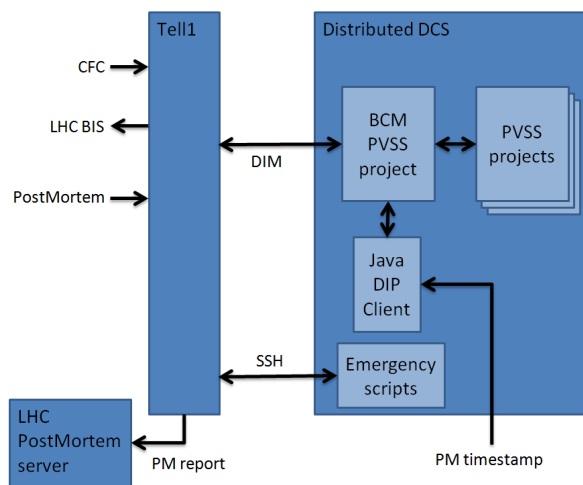 Tell1
Distributed DCS
CFC
LHC BIS
PostMortem
DIM
BCM
PVSS
project
PVSS
projects
Java
DIP
Client
SSH
Emergency
scripts
LHC
PostMortem
server
PM report
PM timestamp